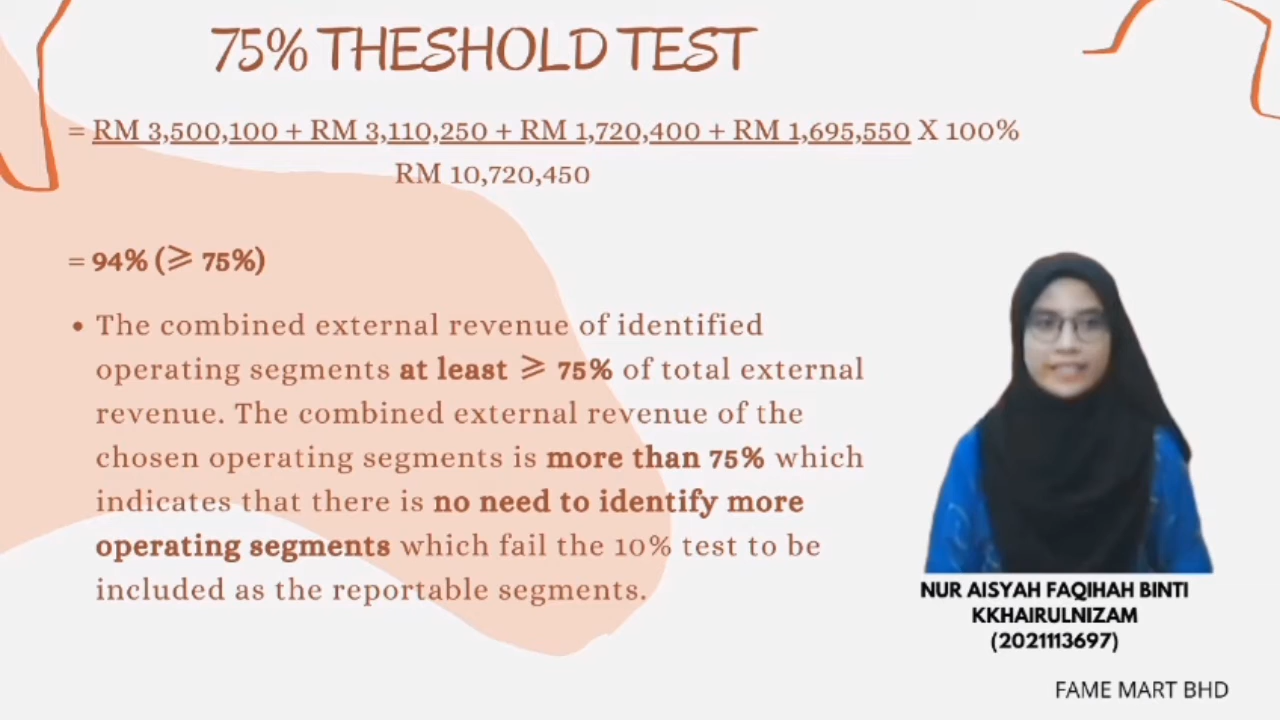 75% THESHOLD TEST
= RM 3,500,100 + RM 3,110,250 + RM 1,720,400 + RM 1,695,550 X 100%
RM 10,720,450
= 94% (⩾ 75%)
• The combined external revenue of identified
operating segments at least ⩾ 75% of total external
revenue. The combined external revenue of the
chosen operating segments is more than 75% which
indicates that there is no need to identify more
operating segments which fail the 10% test to be
included as the reportable segments.
NUR AISYAH FAQIHAH BINTI
KKHAIRULNIZAM
(2021113697)
FAME MART BHD